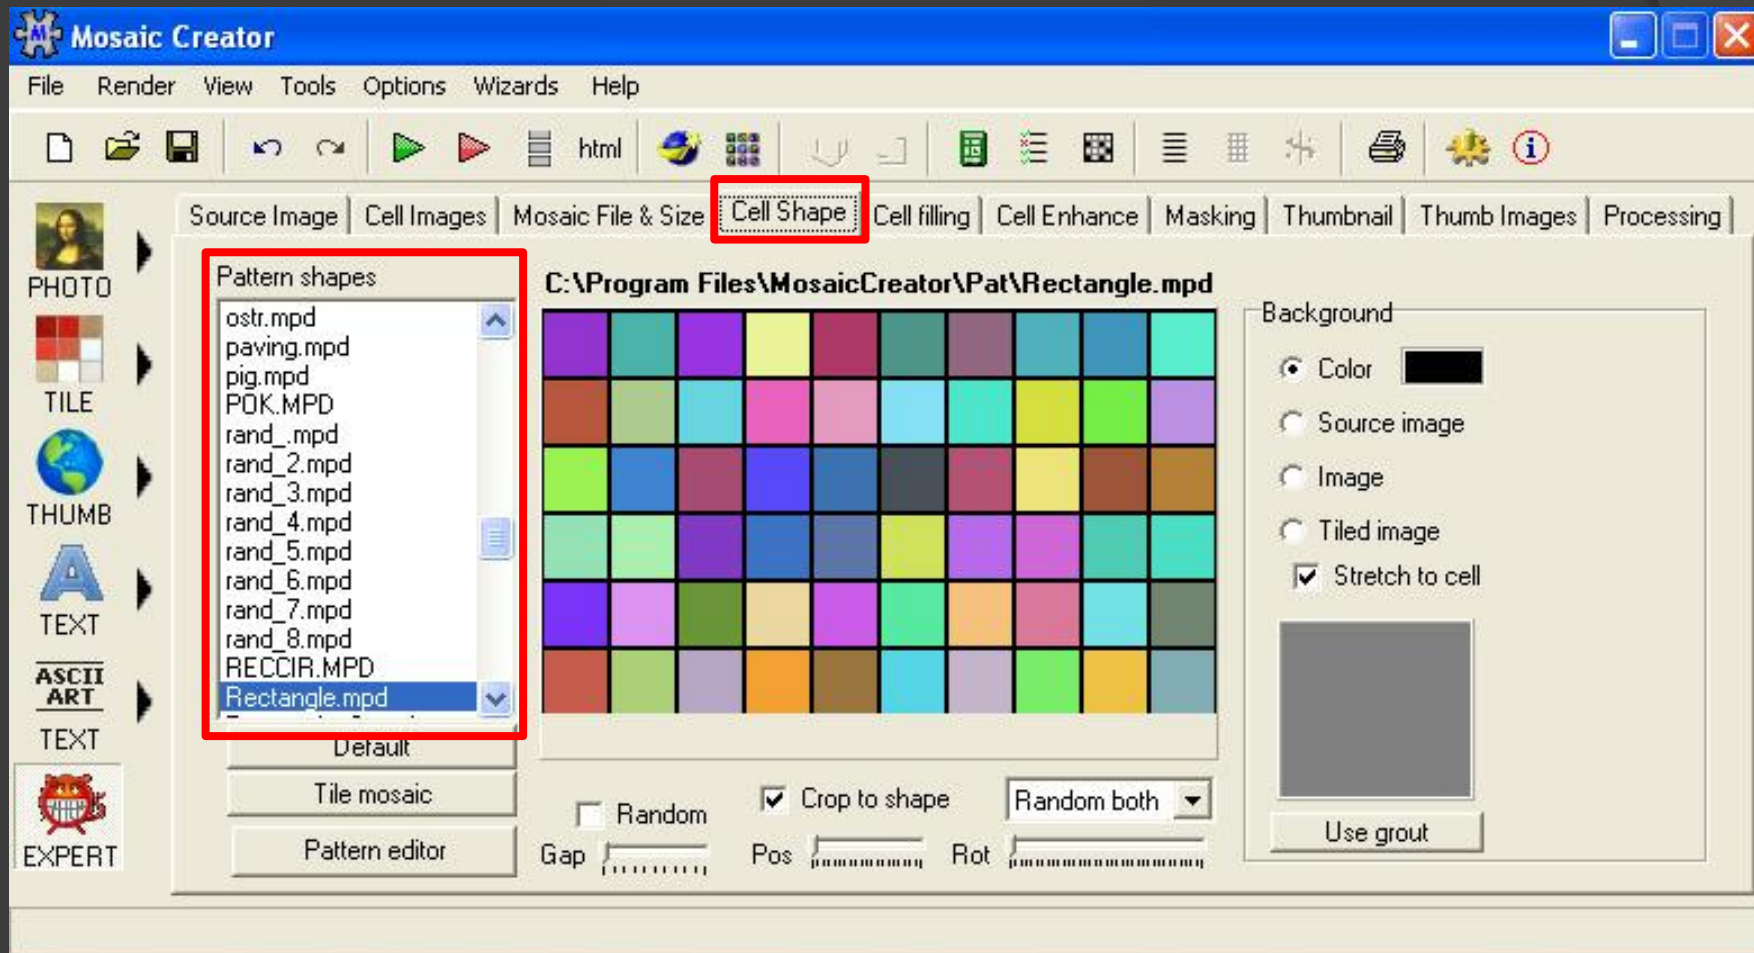 Mosaic Creator
File Render View Tools Options Wizards Help
html
Source Image Cell Images Mosaic File & Size Cell Shape Cell filling Cell Enhance Masking Thumbnail Thumb Images Processing
PHOTO
TILE
THUMB
TEXT
ASCII
ART
TEXT
EXPERT
Pattern shapes
ostr.mpd
paving.mpd
pig.mpd
POK.MPD
rand_.mpd
rand_2.mpd
rand_3.mpd
rand_4.mpd
rand_5.mpd
rand_6.mpd
rand_7.mpd
rand_8.mpd
RECCIR.MPD
Rectangle.mpd
Default
Tile mosaic
Pattern editor
C:\Program Files\MosaicCreator\Pat\Rectangle.mpd
Random
Crop to shape
Random both
Gap
Pos
Rot
Background
Color
Source image
Image
Tiled image
Stretch to cell
Use grout